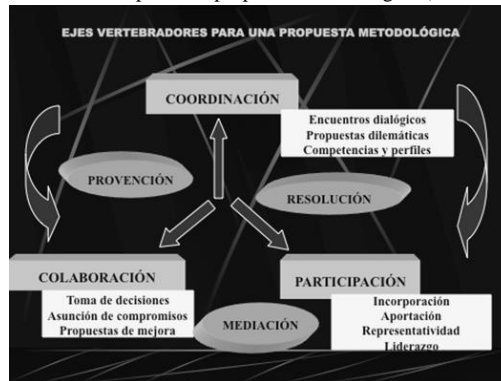 EJES VERTEBRADORES PARA UNA PROPUESTA METODOLÓGICA
COORDINACIÓN
Encuentros dialógicos
Propuestas dilemáticas
Competencias y perfiles
PROVENCIÓN
RESOLUCIÓN
COLABORACIÓN
Toma de decisiones
Asunción de compromisos
Propuestas de mejora
PARTICIPACIÓN
Incorporación
Aportación
Representatividad
Liderazgo
MEDIACIÓN